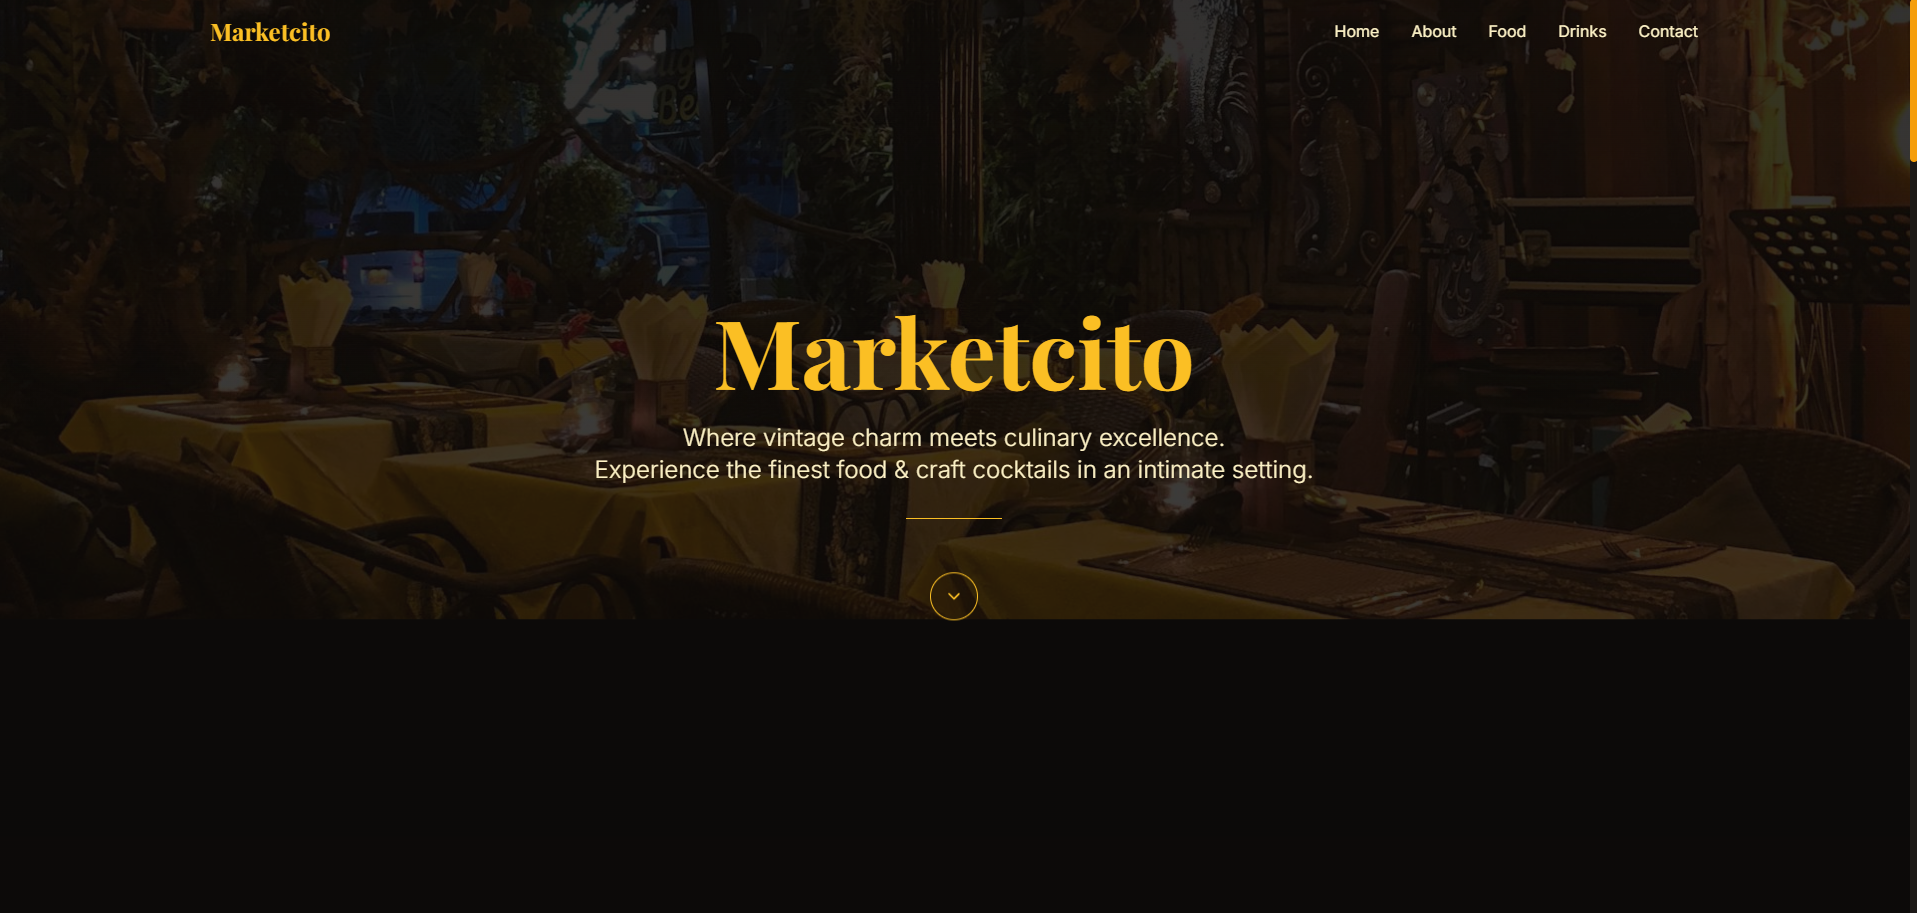 Marketcito
Home About Food Drinks Contact
Be
Marketcito
Where vintage charm meets culinary excellence.
Experience the finest food & craft cocktails in an intimate setting.